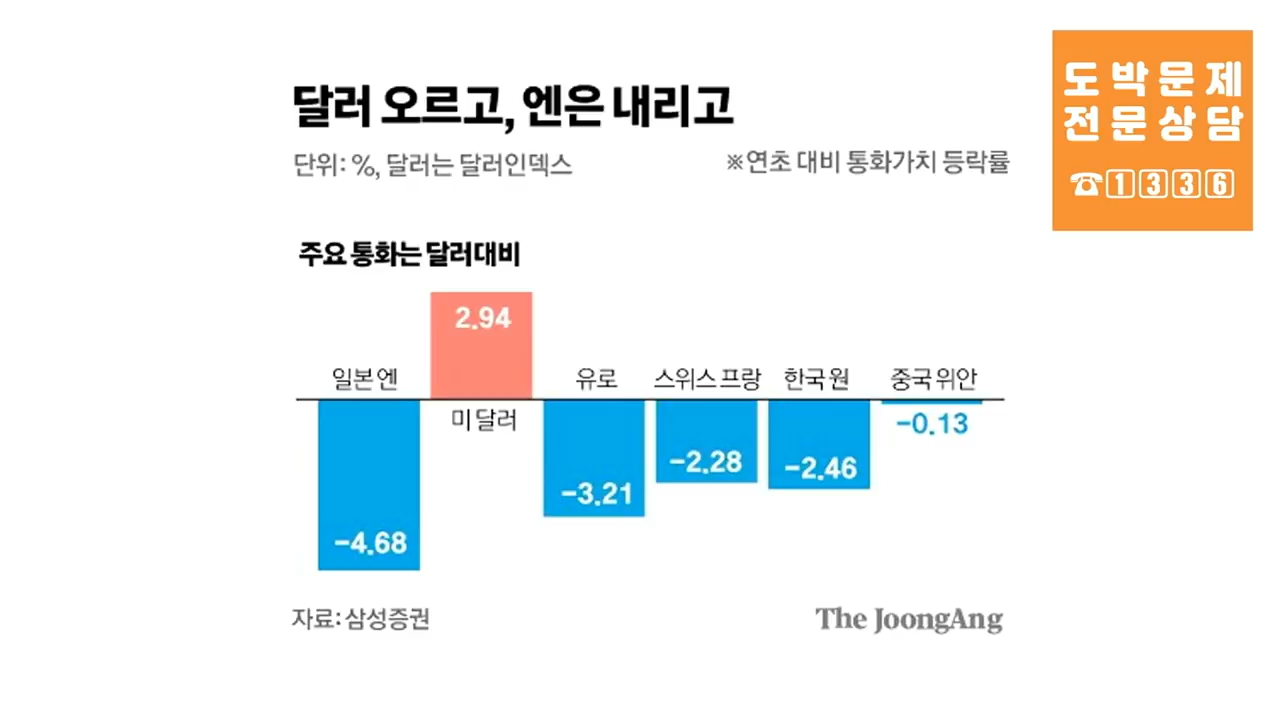 달러 오르고, 엔은 내리고
단위: %, 달러는 달러인덱스
※연초 대비 통화가치 등락률
도박문제
전문상담
☎1336
주요 통화는 달러대비
2.94
일본 엔
유로
스위스 프랑
한국 원
중국 위안
미 달러
-0.13
-2.28
-2.46
-3.21
-4.68
자료: 삼성증권
The JoongAng